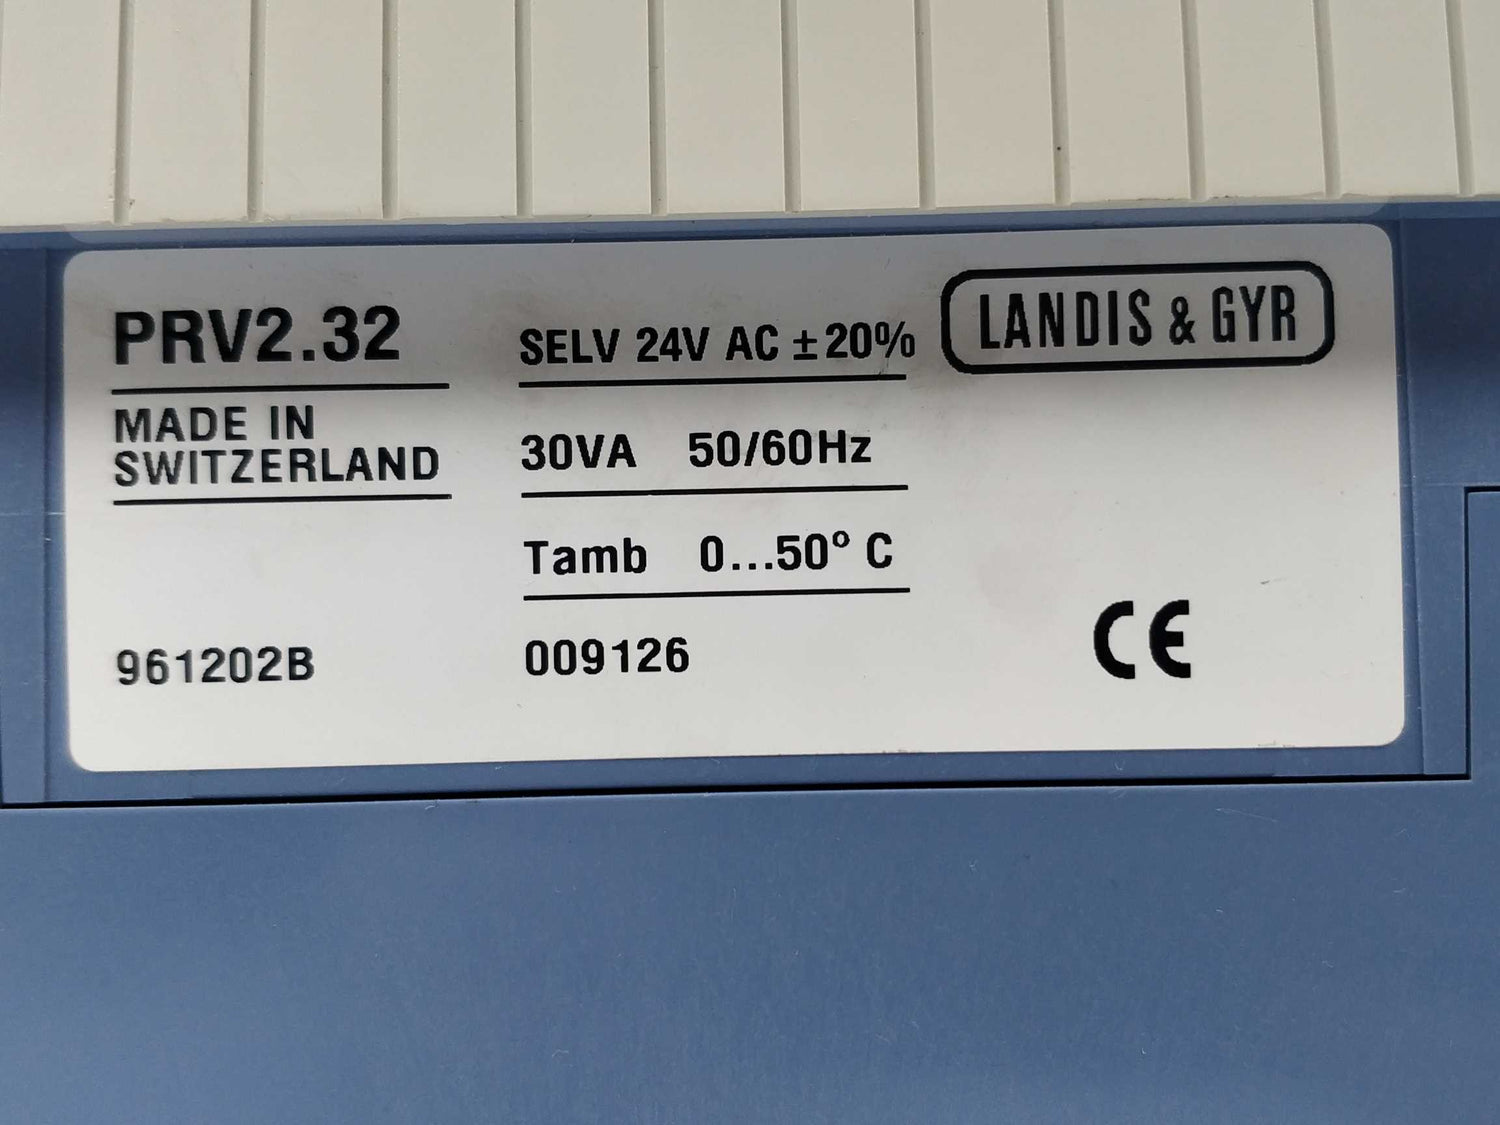 PRV2.32
MADE IN
SWITZERLAND
961202B
SELV 24V AC ±20%
30VA 50/60Hz
Tamb 0...50° C
009126
LANDIS & GYR
CE